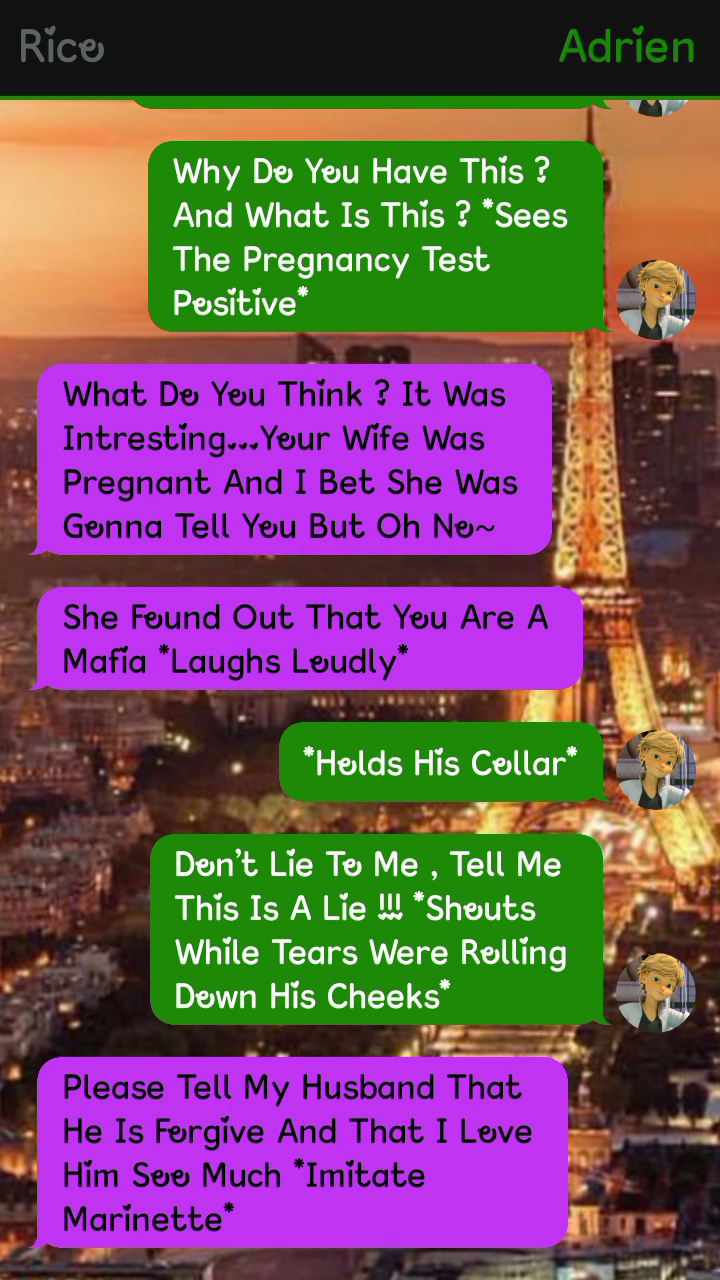 Rico
Adrien
Why Do You Have This ?
And What Is This ? *Sees
The Pregnancy Test
Positive*
What Do You Think ? It Was
Intresting...Your Wife Was
Pregnant And I Bet She Was
Gonna Tell You But Oh No~
She Found Out That You Are A
Mafia *Laughs Loudly*
*Holds His Collar*
Don't Lie To Me , Tell Me
This Is A Lie !!! *Shouts
While Tears Were Rolling
Down His Cheeks*
Please Tell My Husband That
He Is Forgive And That I Love
Him Soo Much *Imitate
Marinette*